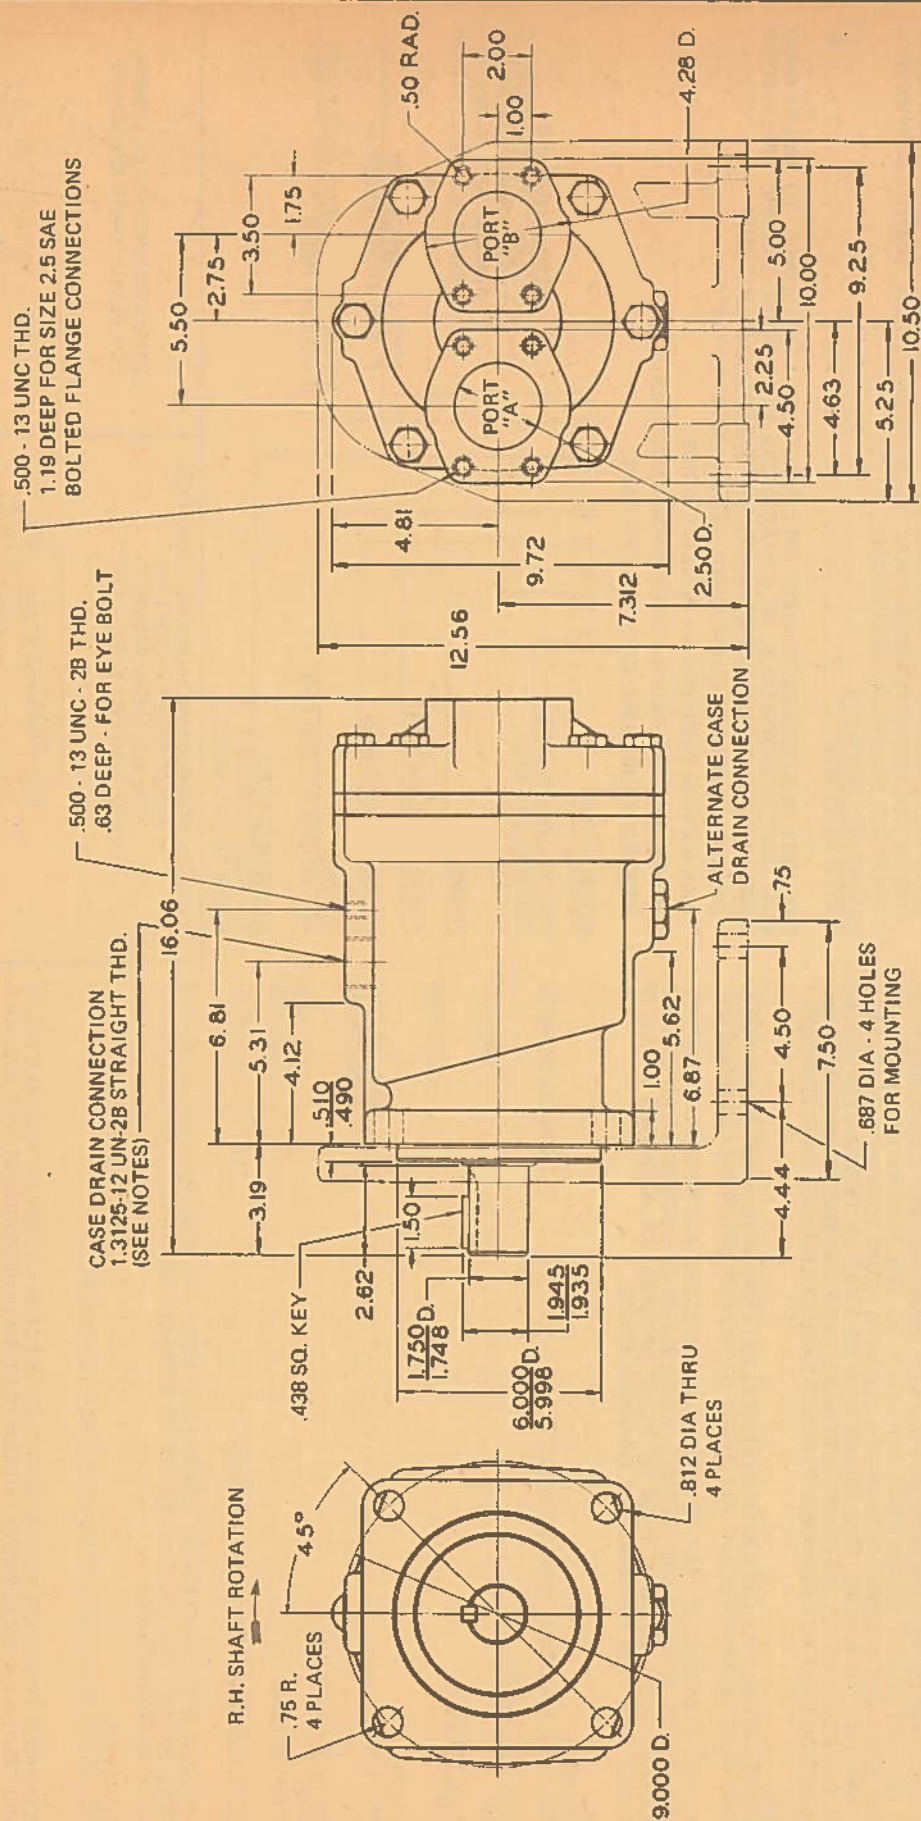 R.H. SHAFT ROTATION
.75 R.
4 PLACES
45°
9.000 D.
.812 DIA THRU
4 PLACES
CASE DRAIN CONNECTION
1.3125-12 UN-2B STRAIGHT THD.
(SEE NOTES)
.500 - 13 UNC - 2B THD.
.63 DEEP - FOR EYE BOLT
16.06
6.81
5.31
4.12
3.19
.510
.490
2.62
1.50
.438 SQ. KEY
1.750 D.
1.748
6.000 D.
5.998
1.945
1.935
1.00
5.62
6.87
ALTERNATE CASE
DRAIN CONNECTION
.75
4.50
7.50
4.44
.687 DIA - 4 HOLES
FOR MOUNTING
.500 - 13 UNC THD.
1.19 DEEP FOR SIZE 2.5 SAE
BOLTED FLANGE CONNECTIONS
5.50
2.75
3.50
1.75
.50 RAD.
2.00
1.00
4.28 D.
PORT
"A"
PORT
"B"
4.81
9.72
12.56
7.312
2.50 D.
2.25
4.50
4.63
5.25
5.00
10.00
9.25
10.50